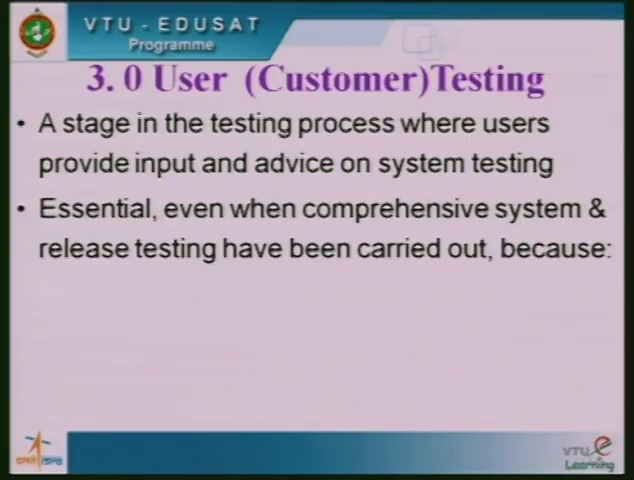 VTU - EDUSAT
Programme
3. 0 User (Customer)Testing
• A stage in the testing process where users
provide input and advice on system testing
• Essential, even when comprehensive system &
release testing have been carried out, because:
VTU e
Learning